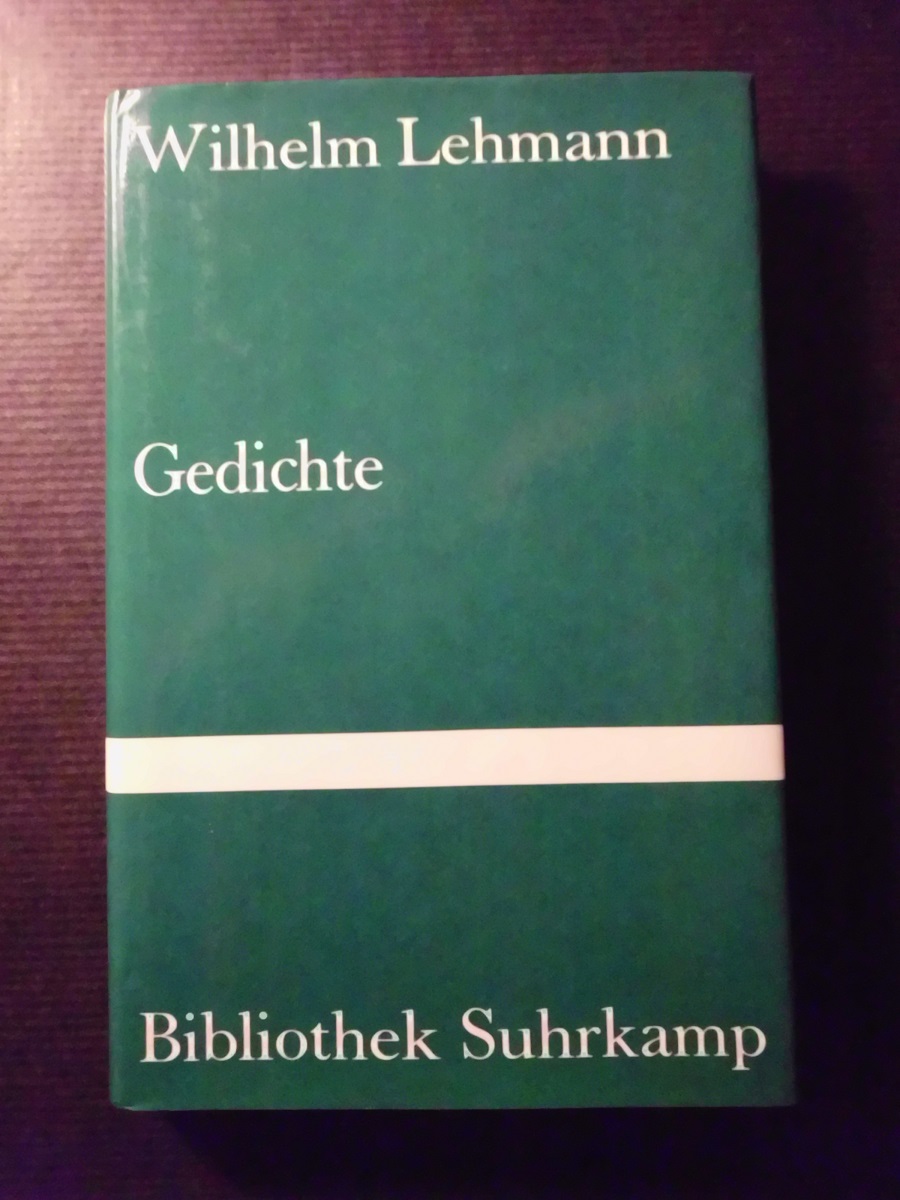 Wilhelm Lehmann
Gedichte
Bibliothek Suhrkamp